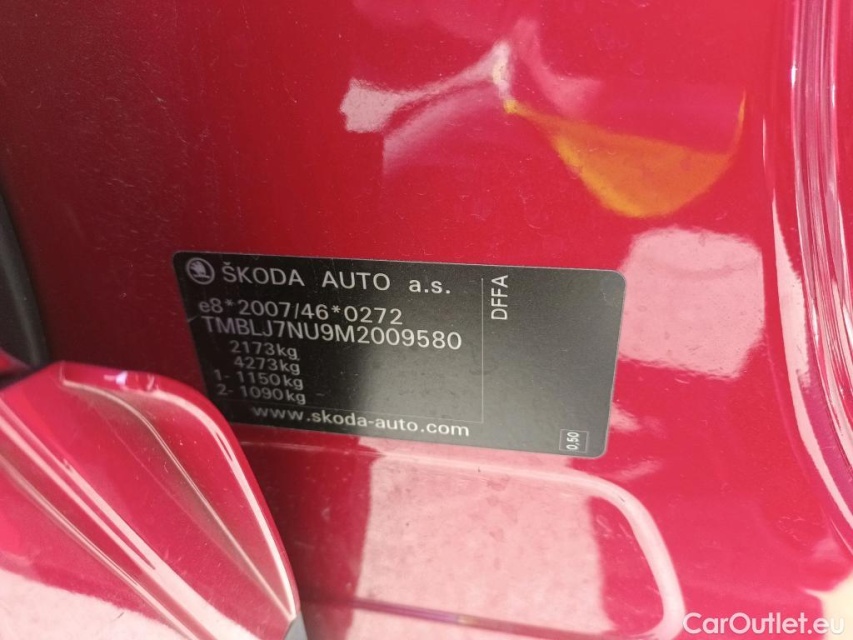 ŠKODA AUTO a.s.
e8*2007/46*0272
TMBLJ7NU9M2009580
2173kg
4273kg
1- 1150kg
2- 1090kg
www.skoda-auto.com
DFFA
0,50
CarOutlet.eu